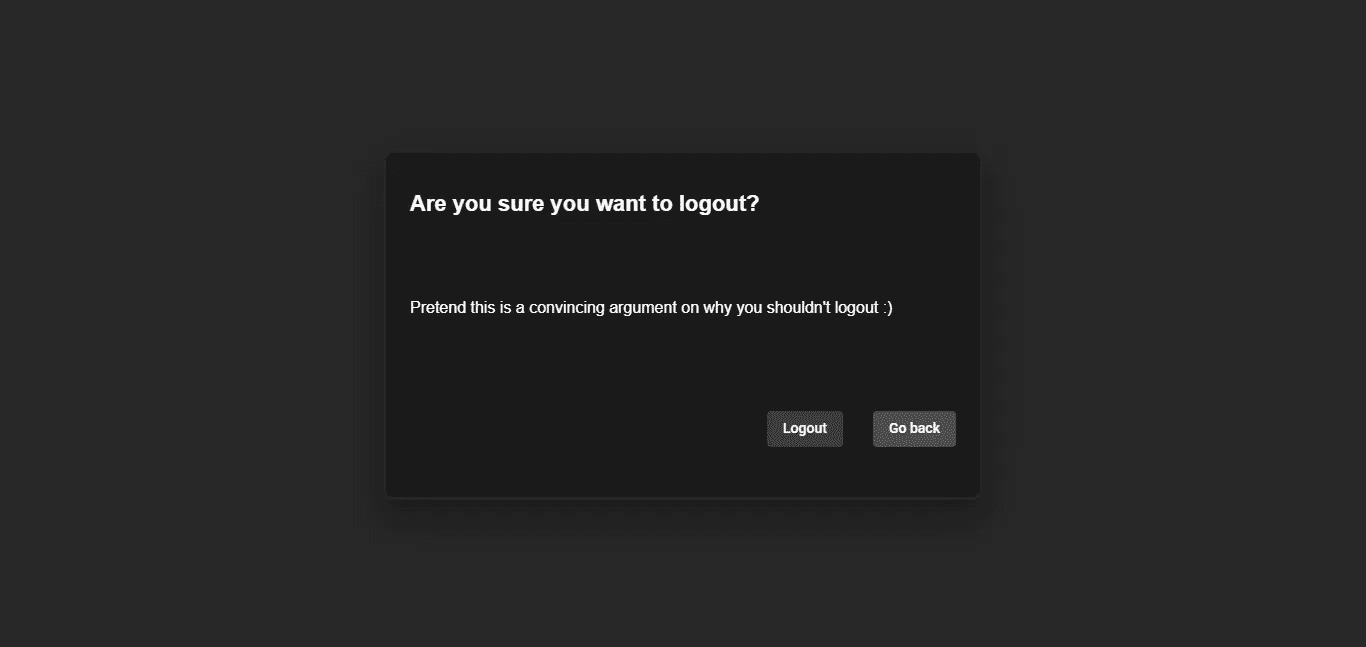 Are you sure you want to logout?
Pretend this is a convincing argument on why you shouldn't logout :)
Logout
Go back